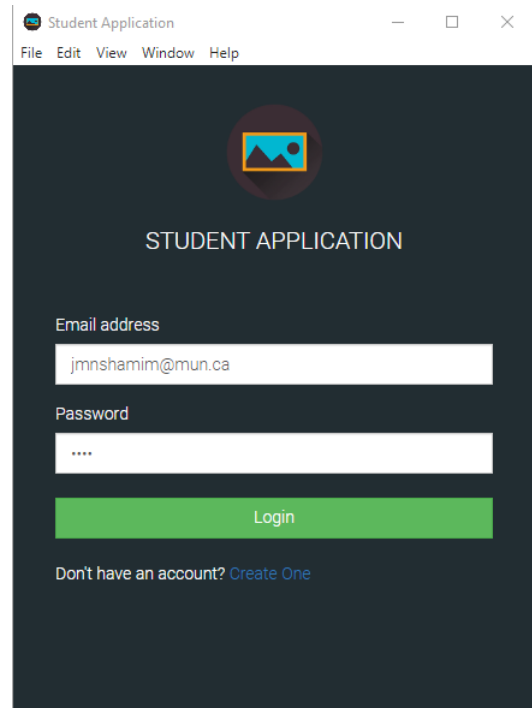 Student Application
File Edit View Window Help
STUDENT APPLICATION
Email address
jmnshamim@mun.ca
Password
••••
Login
Don't have an account? Create One